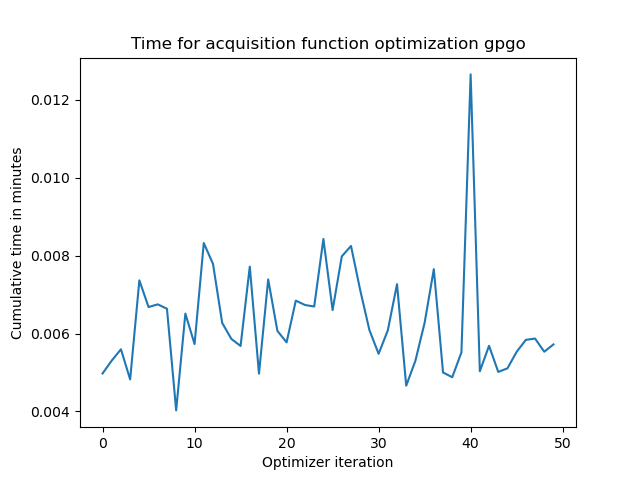 Time for acquisition function optimization gpgo
0.012
0.010
0.008
0.006
0.004
Cumulative time in minutes
0 10 20 30 40 50
Optimizer iteration